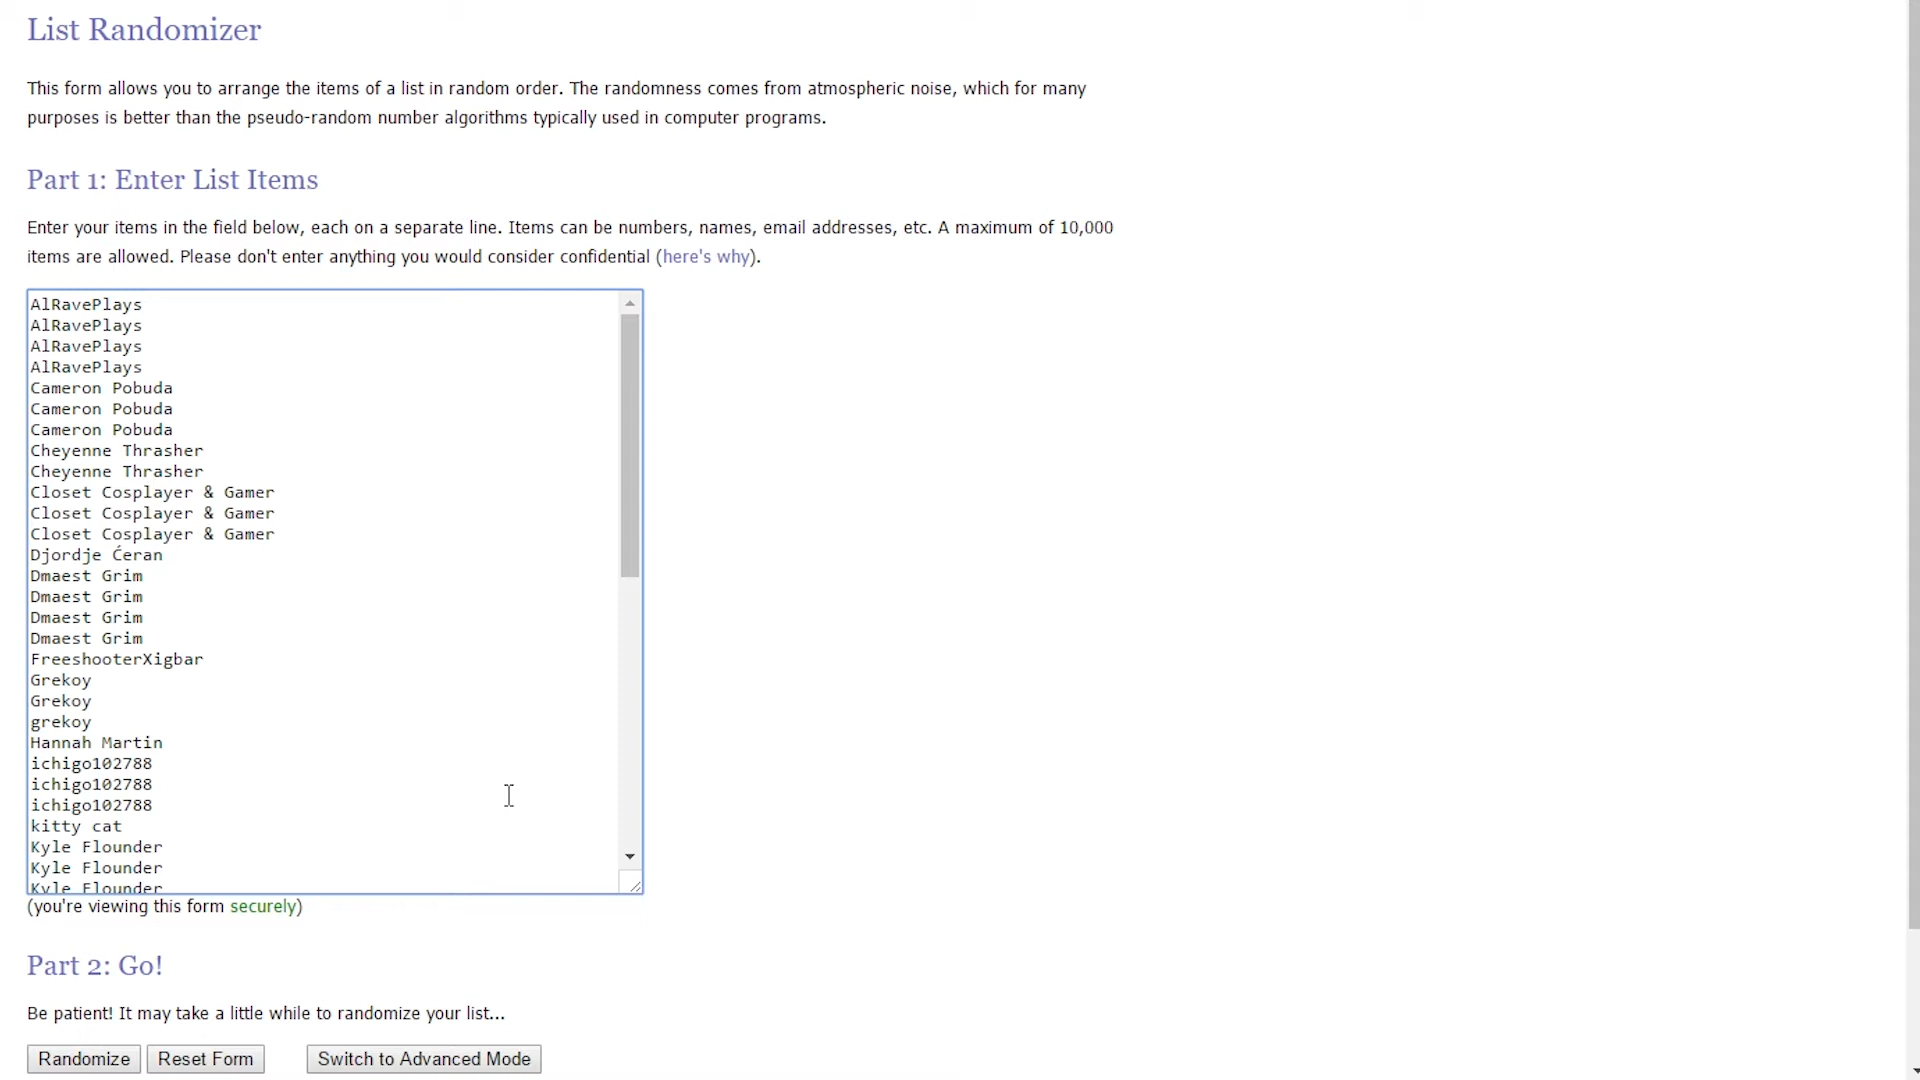 List Randomizer
This form allows you to arrange the items of a list in random order. The randomness comes from atmospheric noise, which for many
purposes is better than the pseudo-random number algorithms typically used in computer programs.
Part 1: Enter List Items
Enter your items in the field below, each on a separate line. Items can be numbers, names, email addresses, etc. A maximum of 10,000
items are allowed. Please don't enter anything you would consider confidential (here's why).
AlRavePlays
AlRavePlays
AlRavePlays
AlRavePlays
Cameron Pobuda
Cameron Pobuda
Cameron Pobuda
Cheyenne Thrasher
Cheyenne Thrasher
Closet Cosplayer & Gamer
Closet Cosplayer & Gamer
Closet Cosplayer & Gamer
Djordje Ćeran
Dmaest Grim
Dmaest Grim
Dmaest Grim
Dmaest Grim
FreeshooterXigbar
Grekoy
Grekoy
grekoy
Hannah Martin
ichigo102788
ichigo102788
ichigo102788
kitty cat
Kyle Flounder
Kyle Flounder
Kyle Flounder
(you're viewing this form securely)
Part 2: Go!
Be patient! It may take a little while to randomize your list...
Randomize Reset Form Switch to Advanced Mode